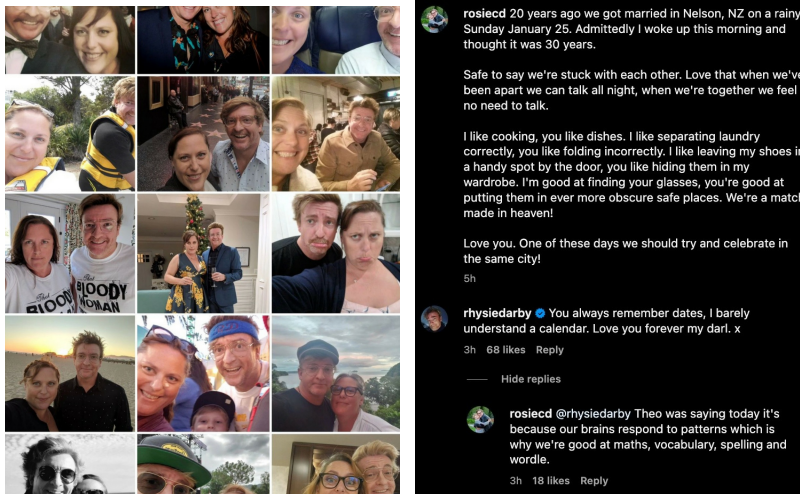 BLOODY
WOMAN
BLOODY
WOMAN
rosiecd 20 years ago we got married in Nelson, NZ on a rainy
Sunday January 25. Admittedly I woke up this morning and
thought it was 30 years.
Safe to say we're stuck with each other. Love that when we've
been apart we can talk all night, when we're together we feel
no need to talk.
I like cooking, you like dishes. I like separating laundry
correctly, you like folding incorrectly. I like leaving my shoes in
a handy spot by the door, you like hiding them in my
wardrobe. I'm good at finding your glasses, you're good at
putting them in ever more obscure safe places. We're a match
made in heaven!
Love you. One of these days we should try and celebrate in
the same city!
5h
rhysiedarby You always remember dates, I barely
understand a calendar. Love you forever my darl. x
3h 68 likes Reply
Hide replies
rosiecd @rhysiedarby Theo was saying today it's
because our brains respond to patterns which is
why we're good at maths, vocabulary, spelling and
wordle.
3h 18 likes Reply